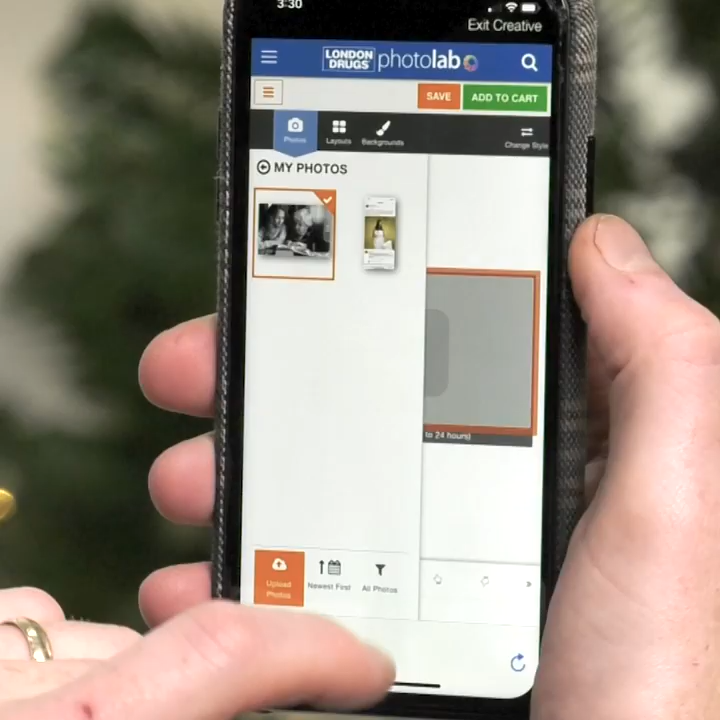 3:30
Exit Creative
LONDON DRUGS photolab
SAVE
ADD TO CART
Photos
Layouts
Backgrounds
Change Style
MY PHOTOS
to 24 hours)
Upload Photos
Newest First
All Photos